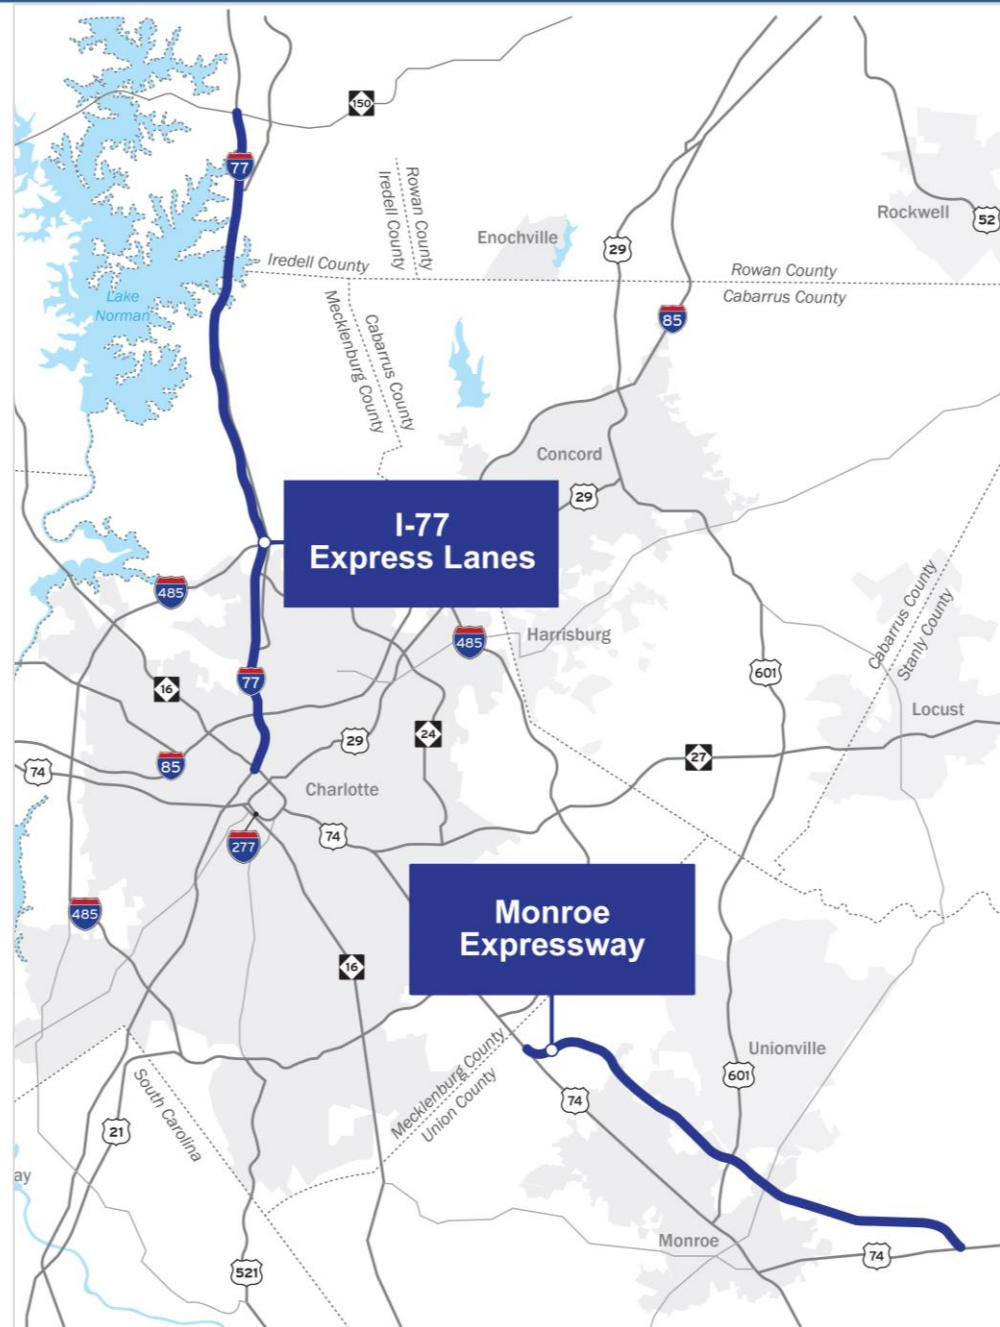 150
77
Rowan County
Iredell County
Enochville
29
Rockwell
52
Iredell County
Rowan County
Cabarrus County
Lake
Norman
Cabarrus County
Mecklenburg County
85
Concord
29
I-77
Express Lanes
485
485
Harrisburg
Cabarrus County
Stanly County
601
77
16
Locust
24
29
27
85
74
Charlotte
74
277
485
Monroe
Expressway
16
Mecklenburg County
Union County
Unionville
601
74
South Carolina
21
ay
Monroe
74
521